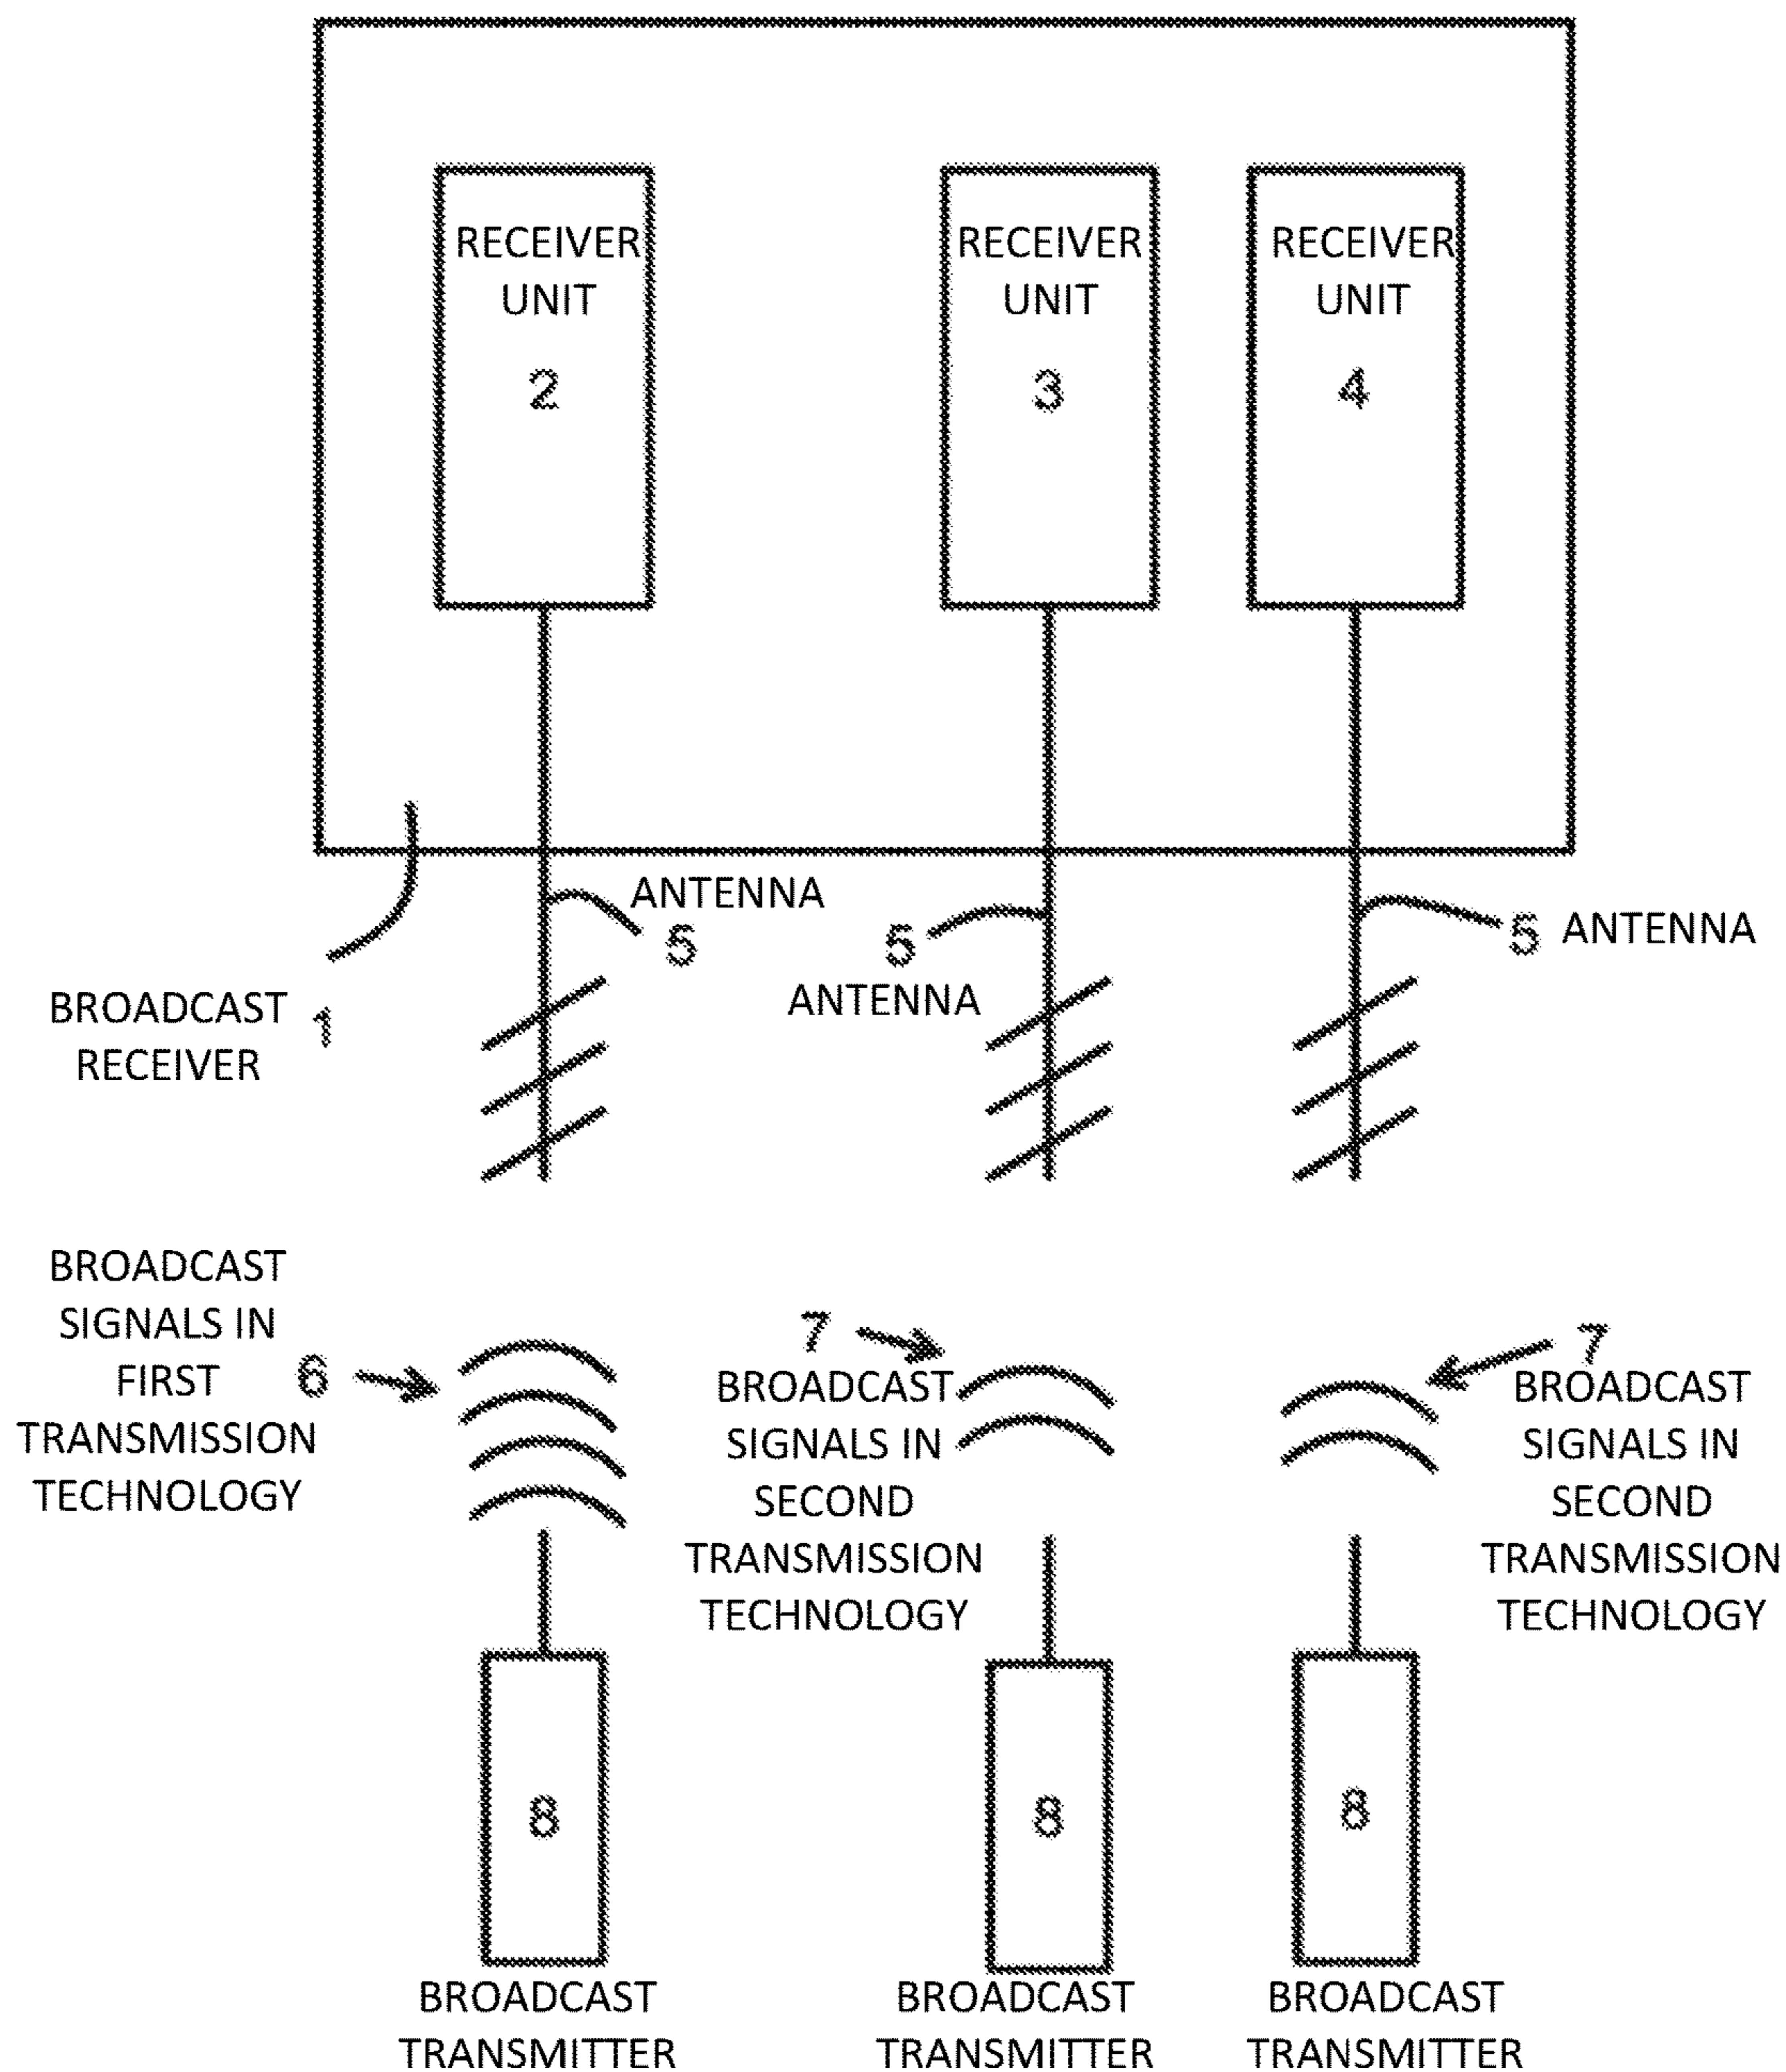 RECEIVER
UNIT
2
RECEIVER
UNIT
3
RECEIVER
UNIT
4
ANTENNA
5
5
ANTENNA
5 ANTENNA
BROADCAST
RECEIVER
1
BROADCAST
SIGNALS IN
FIRST
TRANSMISSION
TECHNOLOGY
6
7
BROADCAST
SIGNALS IN
SECOND
TRANSMISSION
TECHNOLOGY
7
BROADCAST
SIGNALS IN
SECOND
TRANSMISSION
TECHNOLOGY
8
BROADCAST
TRANSMITTER
8
BROADCAST
TRANSMITTER
8
BROADCAST
TRANSMITTER